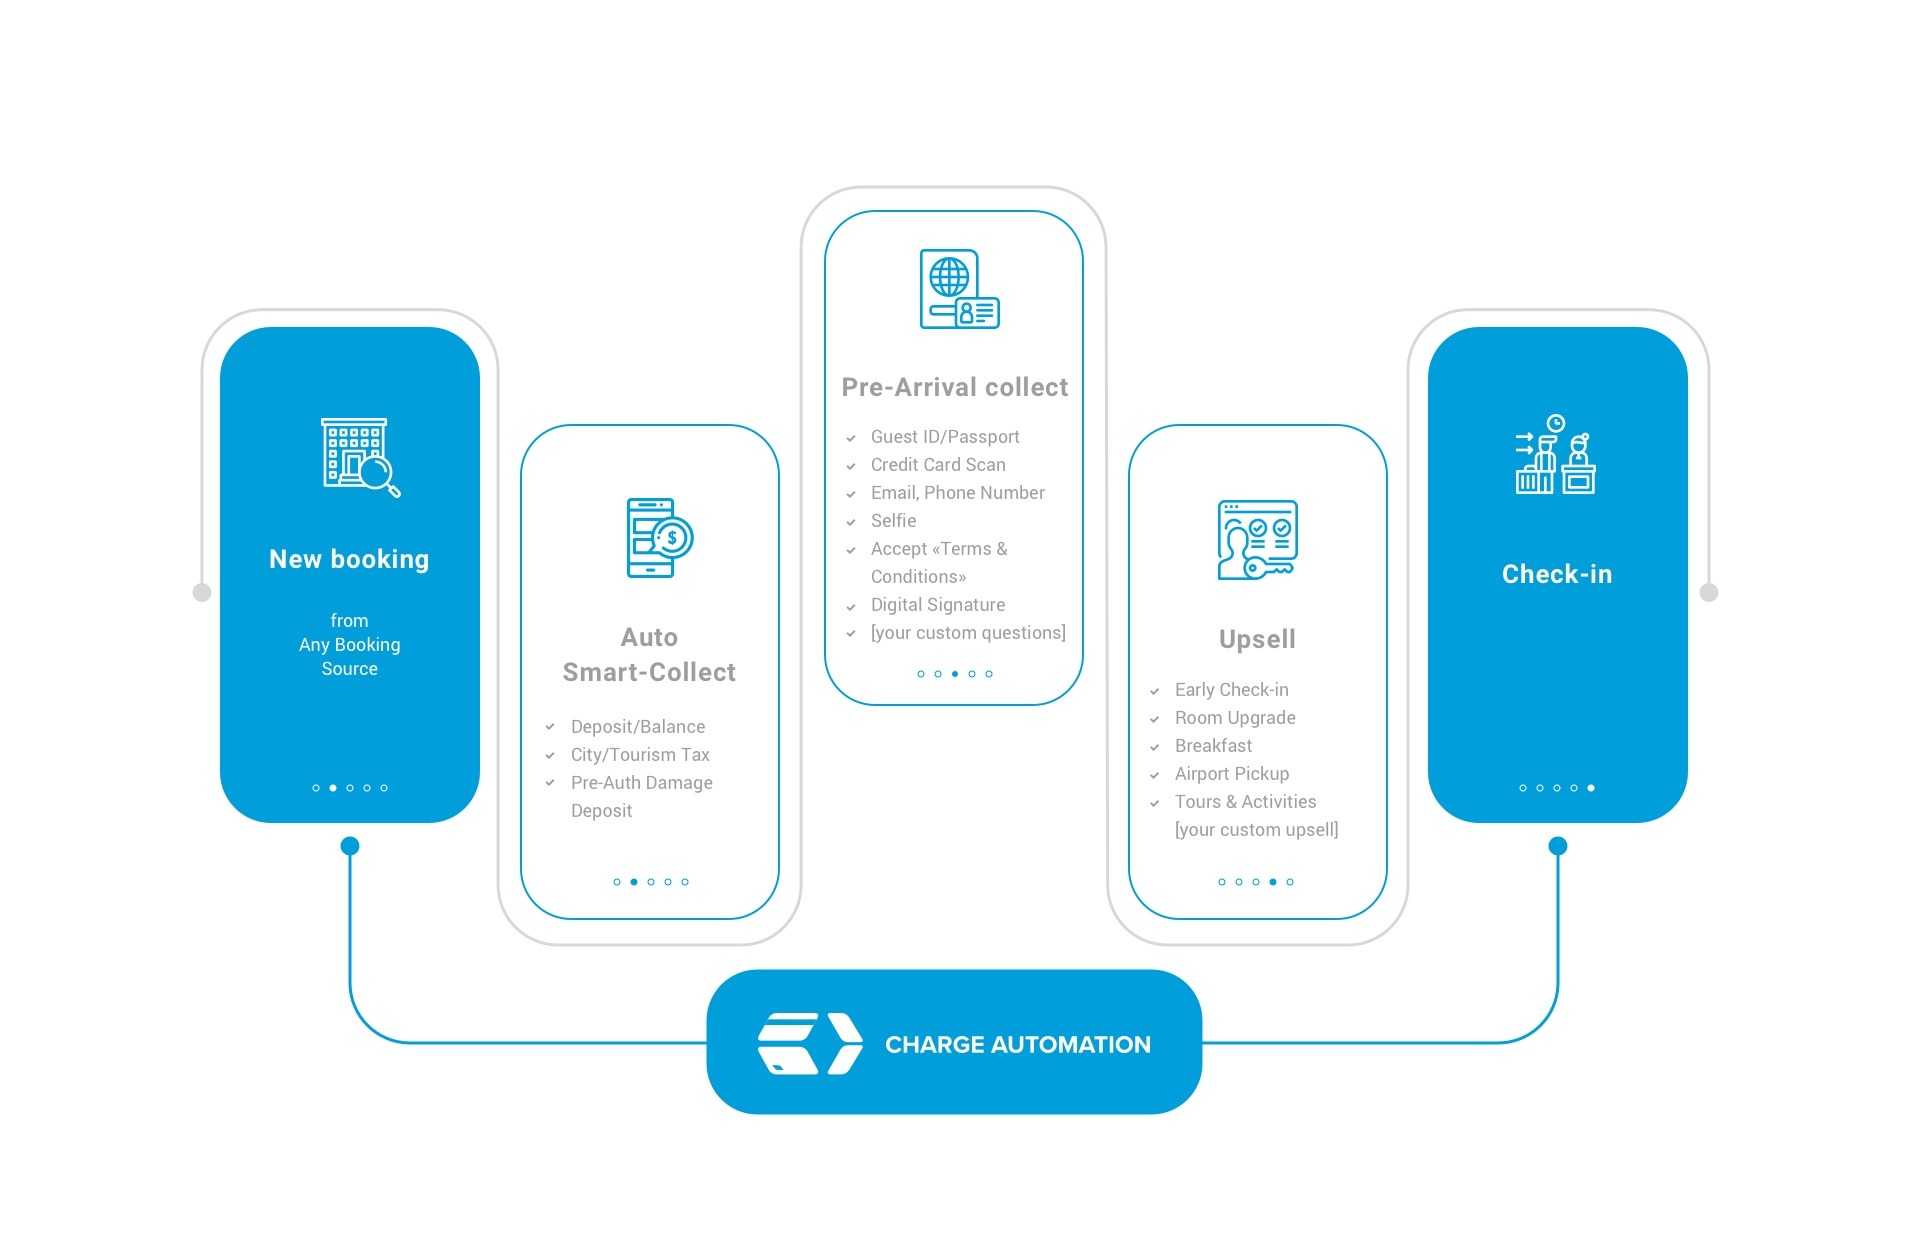 New booking
from
Any Booking
Source
Auto
Smart-Collect
Deposit/Balance
City/Tourism Tax
Pre-Auth Damage
Deposit
Pre-Arrival collect
Guest ID/Passport
Credit Card Scan
Email, Phone Number
Selfie
Accept «Terms &
Conditions»
Digital Signature
[your custom questions]
Upsell
Early Check-in
Room Upgrade
Breakfast
Airport Pickup
Tours & Activities
[your custom upsell]
Check-in
CHARGE AUTOMATION